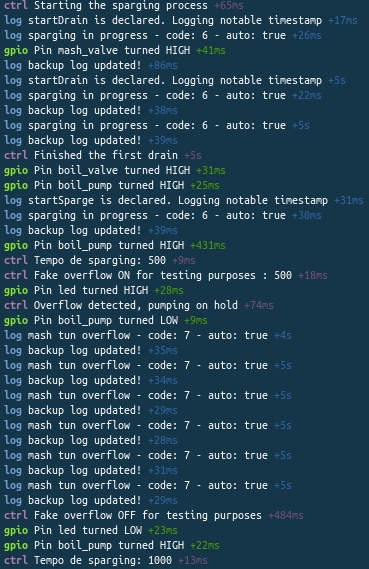 ctrl Starting the sparging process +65ms
log startDrain is declared. Logging notable timestamp +17ms
log sparging in progress - code: 6 - auto: true +26ms
gpio Pin mash_valve turned HIGH +41ms
log backup log updated! +86ms
log startDrain is declared. Logging notable timestamp +5s
log sparging in progress - code: 6 - auto: true +22ms
log backup log updated! +38ms
log sparging in progress - code: 6 - auto: true +5s
log backup log updated! +39ms
ctrl Finished the first drain +5s
gpio Pin boil_valve turned HIGH +31ms
gpio Pin boil_pump turned HIGH +25ms
log startSparge is declared. Logging notable timestamp +31ms
log sparging in progress - code: 6 - auto: true +30ms
log backup log updated! +39ms
gpio Pin boil_pump turned HIGH +431ms
ctrl Tempo de sparging: 500 +9ms
ctrl Fake overflow ON for testing purposes : 500 +18ms
gpio Pin led turned HIGH +28ms
ctrl Overflow detected, pumping on hold +74ms
gpio Pin boil_pump turned LOW +9ms
log mash tun overflow - code: 7 - auto: true +4s
log backup log updated! +35ms
log mash tun overflow - code: 7 - auto: true +5s
log backup log updated! +34ms
log mash tun overflow - code: 7 - auto: true +5s
log backup log updated! +29ms
log mash tun overflow - code: 7 - auto: true +5s
log backup log updated! +28ms
log mash tun overflow - code: 7 - auto: true +5s
log backup log updated! +31ms
log mash tun overflow - code: 7 - auto: true +5s
log backup log updated! +29ms
ctrl Fake overflow OFF for testing purposes +484ms
gpio Pin led turned LOW +23ms
gpio Pin boil_pump turned HIGH +22ms
ctrl Tempo de sparging: 1000 +13ms